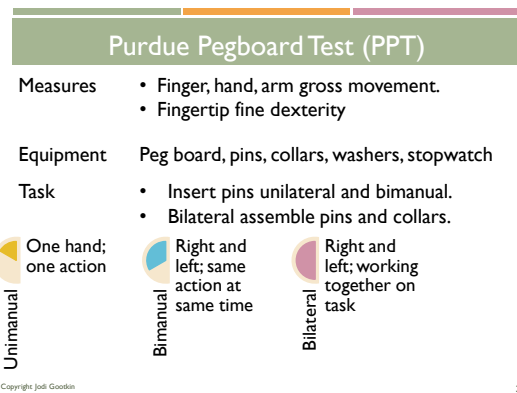 Purdue Pegboard Test (PPT)
Measures
• Finger, hand, arm gross movement.
• Fingertip fine dexterity
Equipment
Peg board, pins, collars, washers, stopwatch
Task
• Insert pins unilateral and bimanual.
• Bilateral assemble pins and collars.
Unimanual
One hand;
one action
Bimanual
Right and
left; same
action at
same time
Bilateral
Right and
left; working
together on
task
Copyright Jodi Gootkin